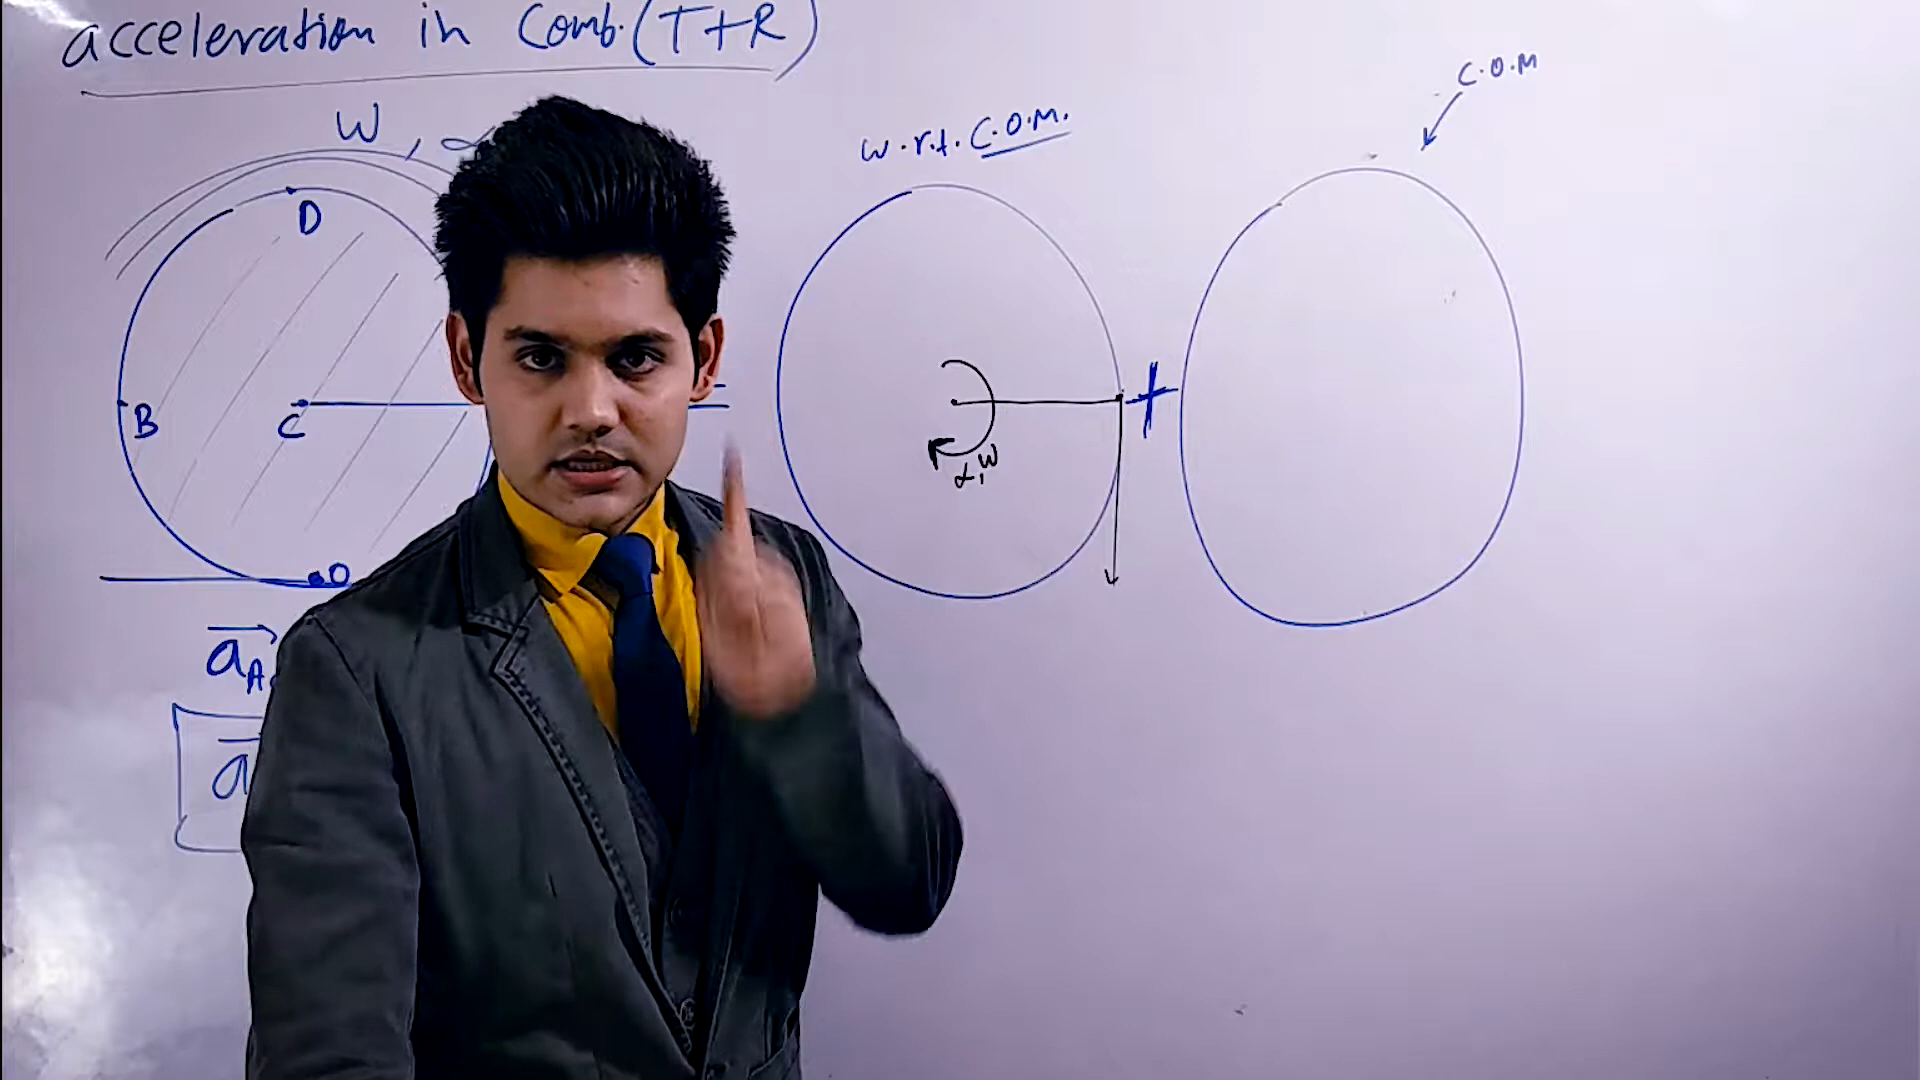 acceleration in Comb.(T+R)
W, α
w.r.t. C.O.M.
C.O.M
D
B
C
O
α, W
+
=
a
a